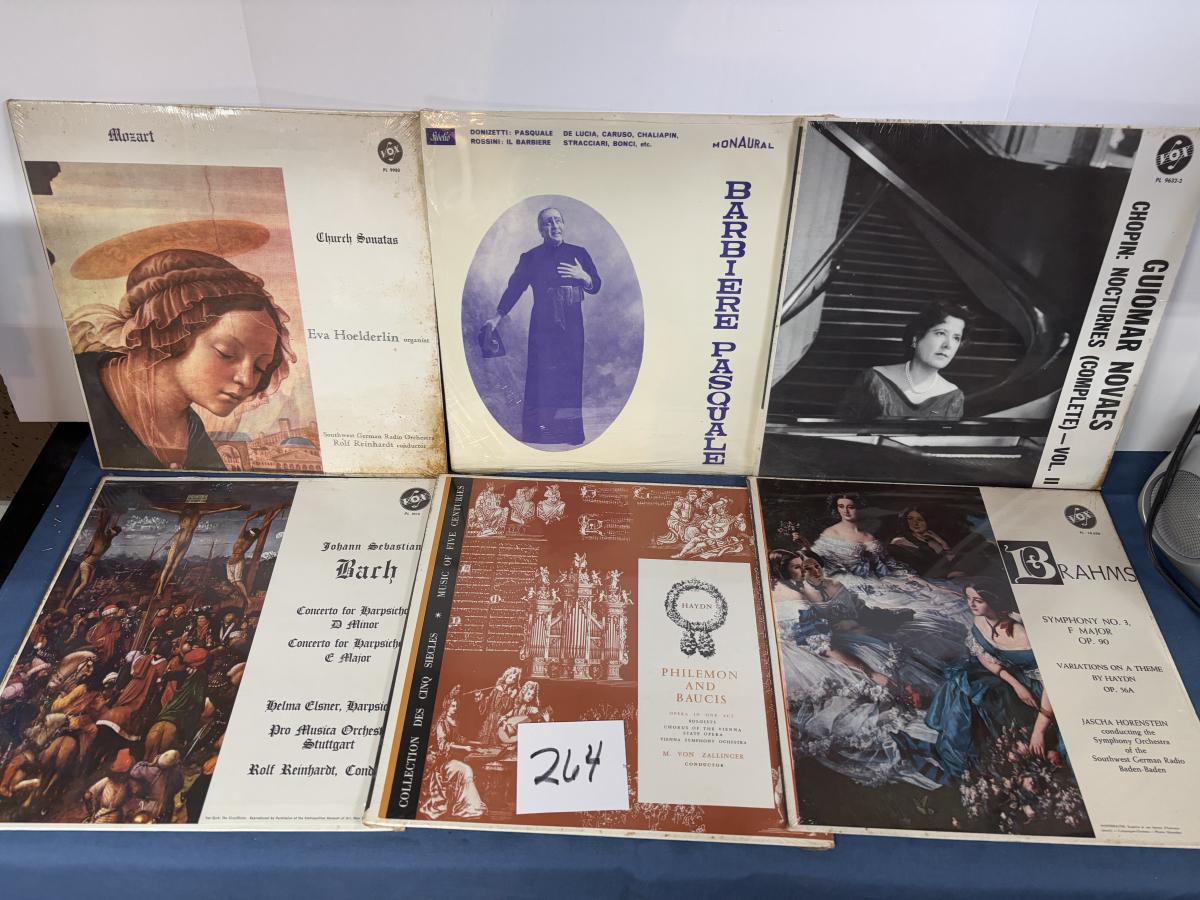 Mozart
VOX
PL 9980
Church Sonatas
Eva Hoelderlin organist
Southwest German Radio Orchestra
Rolf Reinhardt conductor
DONIZETTI: PASQUALE DE LUCIA, CARUSO, CHALIAPIN,
ROSSINI: IL BARBIERE STRACCIARI, BONCI, etc.
MONAURAL
BARBIERE PASQUALE
VOX
PL 9632-2
GUIOMAR NOVAES
CHOPIN: NOCTURNES (COMPLETE) — VOL. II
VOX
Johann Sebastian
Bach
Concerto for Harpsicho
D Minor
Concerto for Harpsicho
E Major
Helma Elsner, Harpsic
Pro Musica Orchest
Stuttgart
Rolf Reinhardt, Cond
COLLECTION DES CINQ SIECLES * MUSIC OF FIVE CENTURIES
HAYDN
PHILEMON
AND
BAUCIS
OPERA IN ONE ACT
SOLOISTS
CHORUS OF THE VIENNA
STATE OPERA
VIENNA SYMPHONY ORCHESTRA
M. VON ZALLINGER
CONDUCTOR
264
VOX
BRAHMS
SYMPHONY NO. 3,
F MAJOR
OP. 90
VARIATIONS ON A THEME
BY HAYDN
OP. 56A
JASCHA HORENSTEIN
conducting the
Symphony Orchestra
of the
Southwest German Radio
Baden-Baden